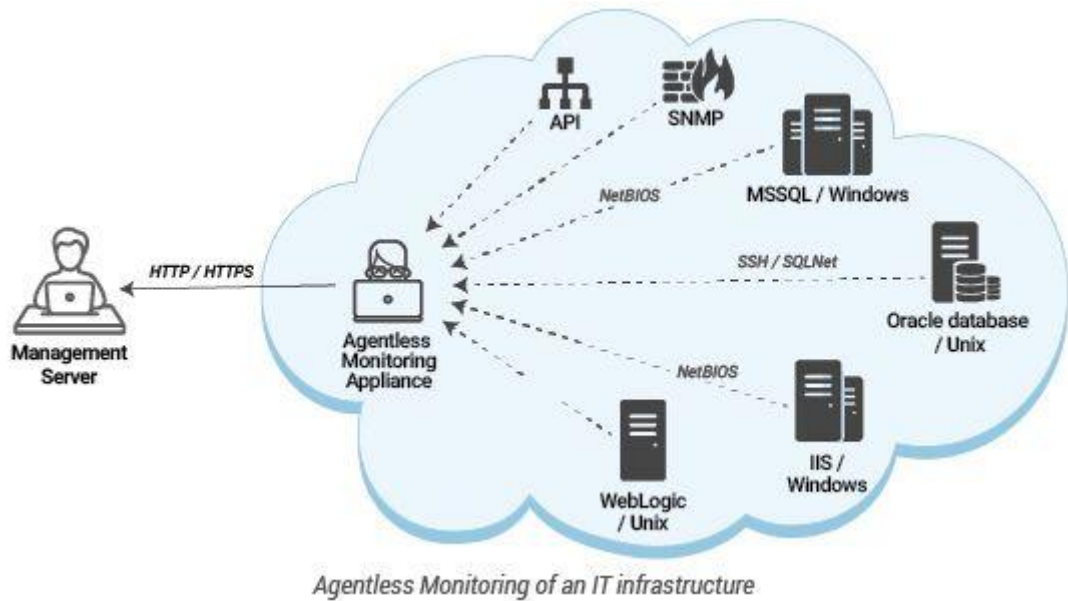 API
SNMP
MSSQL / Windows
NetBIOS
HTTP / HTTPS
SSH / SQLNet
Management
Server
Agentless
Monitoring
Appliance
Oracle database
/ Unix
NetBIOS
IIS /
Windows
WebLogic
/ Unix
Agentless Monitoring of an IT infrastructure